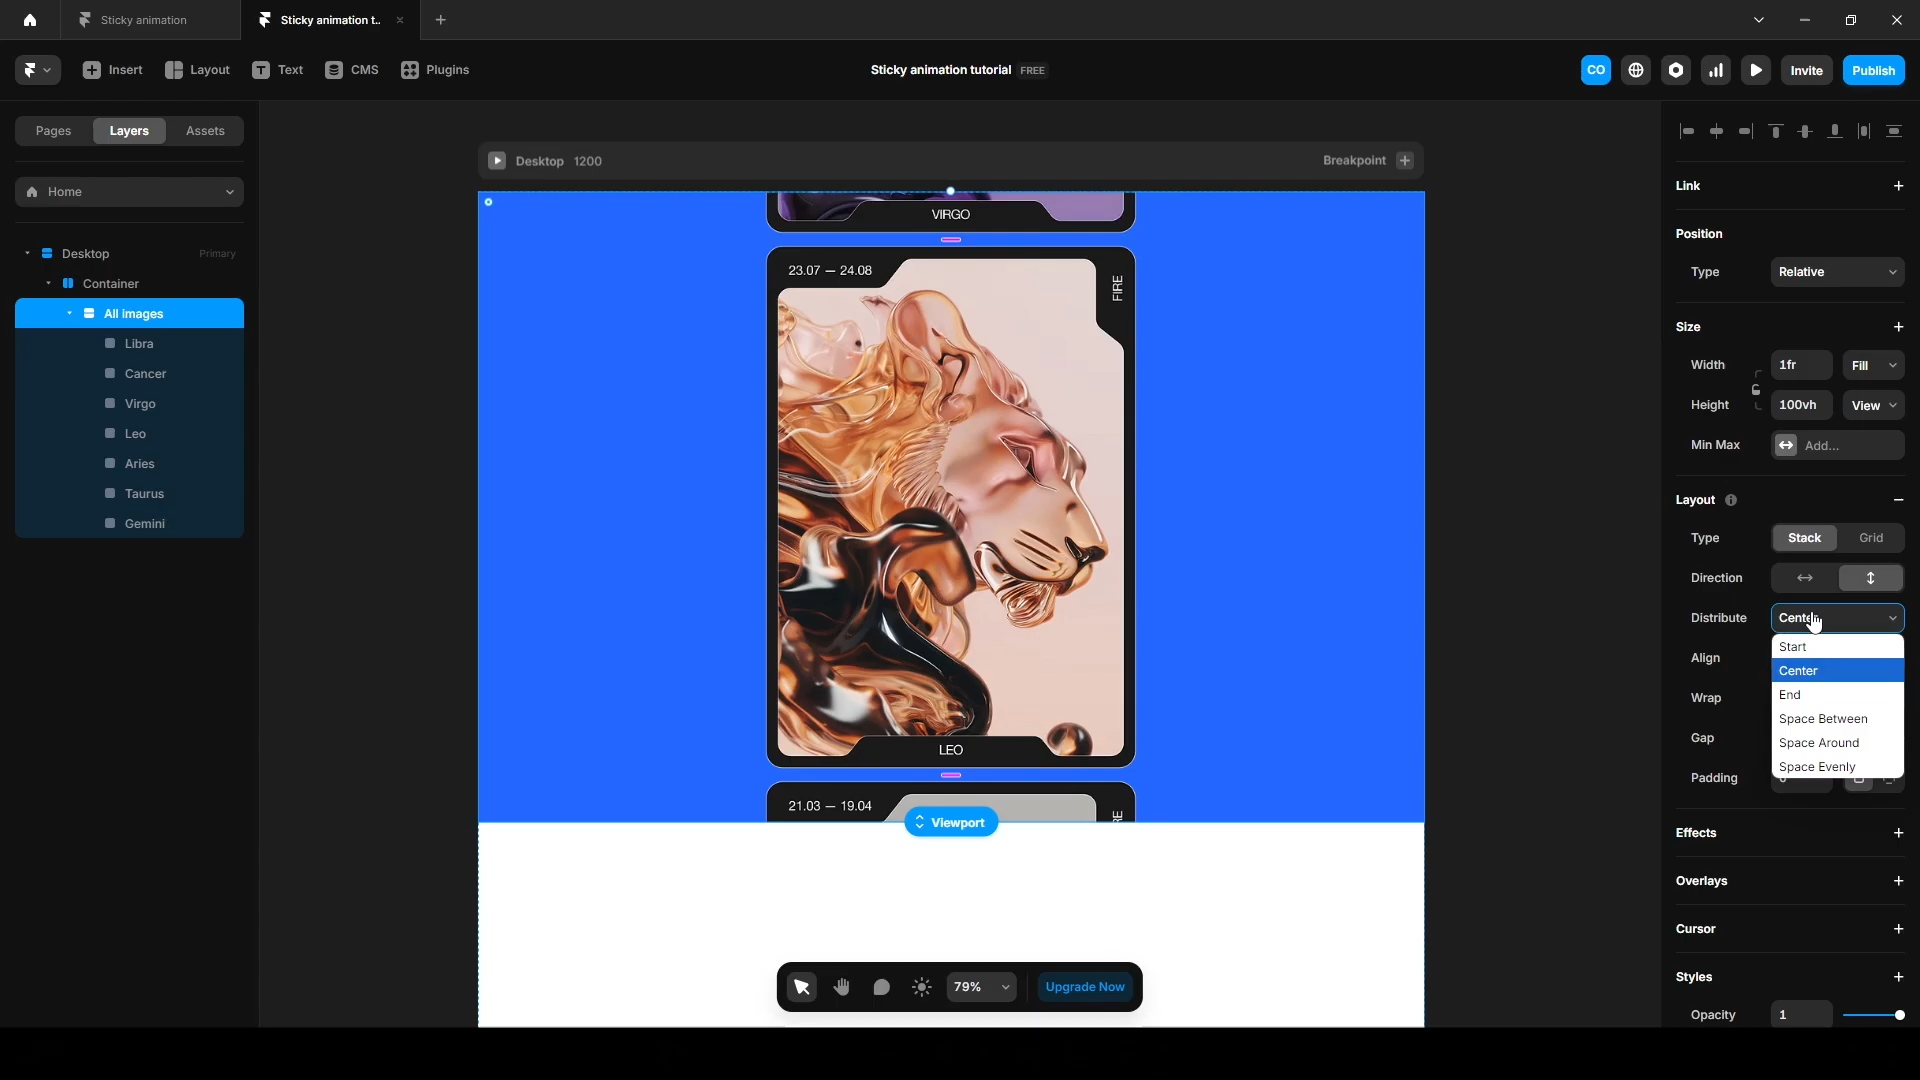 Sticky animation
Sticky animation t..
Insert
Layout
Text
CMS
Plugins
Sticky animation tutorial FREE
CO
Invite
Publish
Pages
Layers
Assets
Home
Desktop
Primary
Container
All images
Libra
Cancer
Virgo
Leo
Aries
Taurus
Gemini
Desktop 1200
Breakpoint
VIRGO
23.07 — 24.08
FIRE
LEO
21.03 — 19.04
Viewport
79%
Upgrade Now
Link
Position
Type
Relative
Size
Width
1fr
Fill
Height
100vh
View
Min Max
Add...
Layout
Type
Stack
Grid
Direction
Distribute
Center
Start
Align
Center
End
Wrap
Space Between
Gap
Space Around
Space Evenly
Padding
Effects
Overlays
Cursor
Styles
Opacity
1